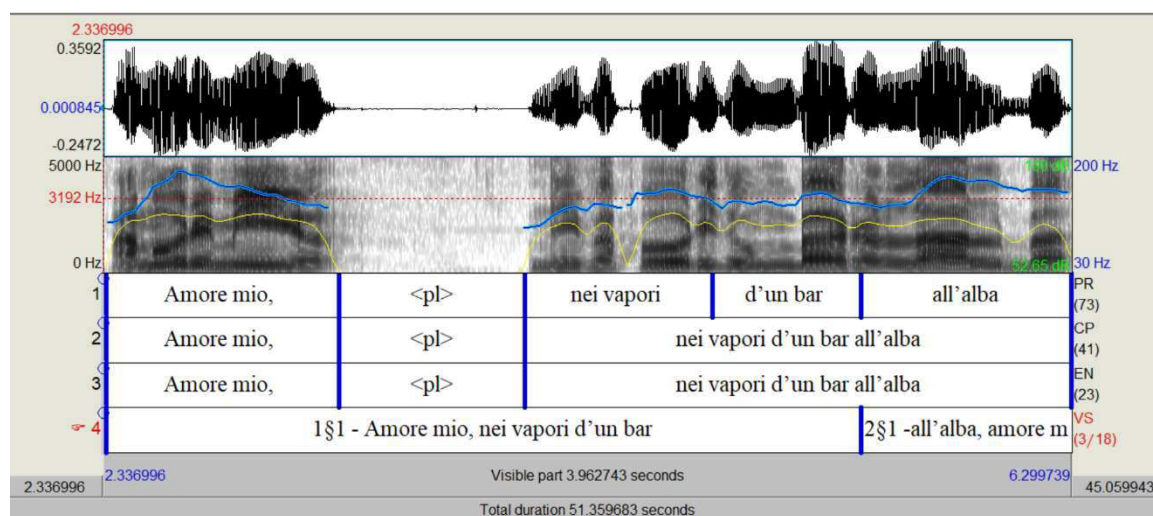 2.336996
0.3592
0.000845
-0.2472
5000 Hz 100 dB 200 Hz
3192 Hz
0 Hz 52.65 dB 30 Hz
1 Amore mio, <pl> nei vapori d'un bar all'alba PR (73)
2 Amore mio, <pl> nei vapori d'un bar all'alba CP (41)
3 Amore mio, <pl> nei vapori d'un bar all'alba EN (23)
4 1§1 - Amore mio, nei vapori d'un bar 2§1 -all'alba, amore m VS (3/18)
2.336996 2.336996 Visible part 3.962743 seconds 6.299739 45.059943
Total duration 51.359683 seconds